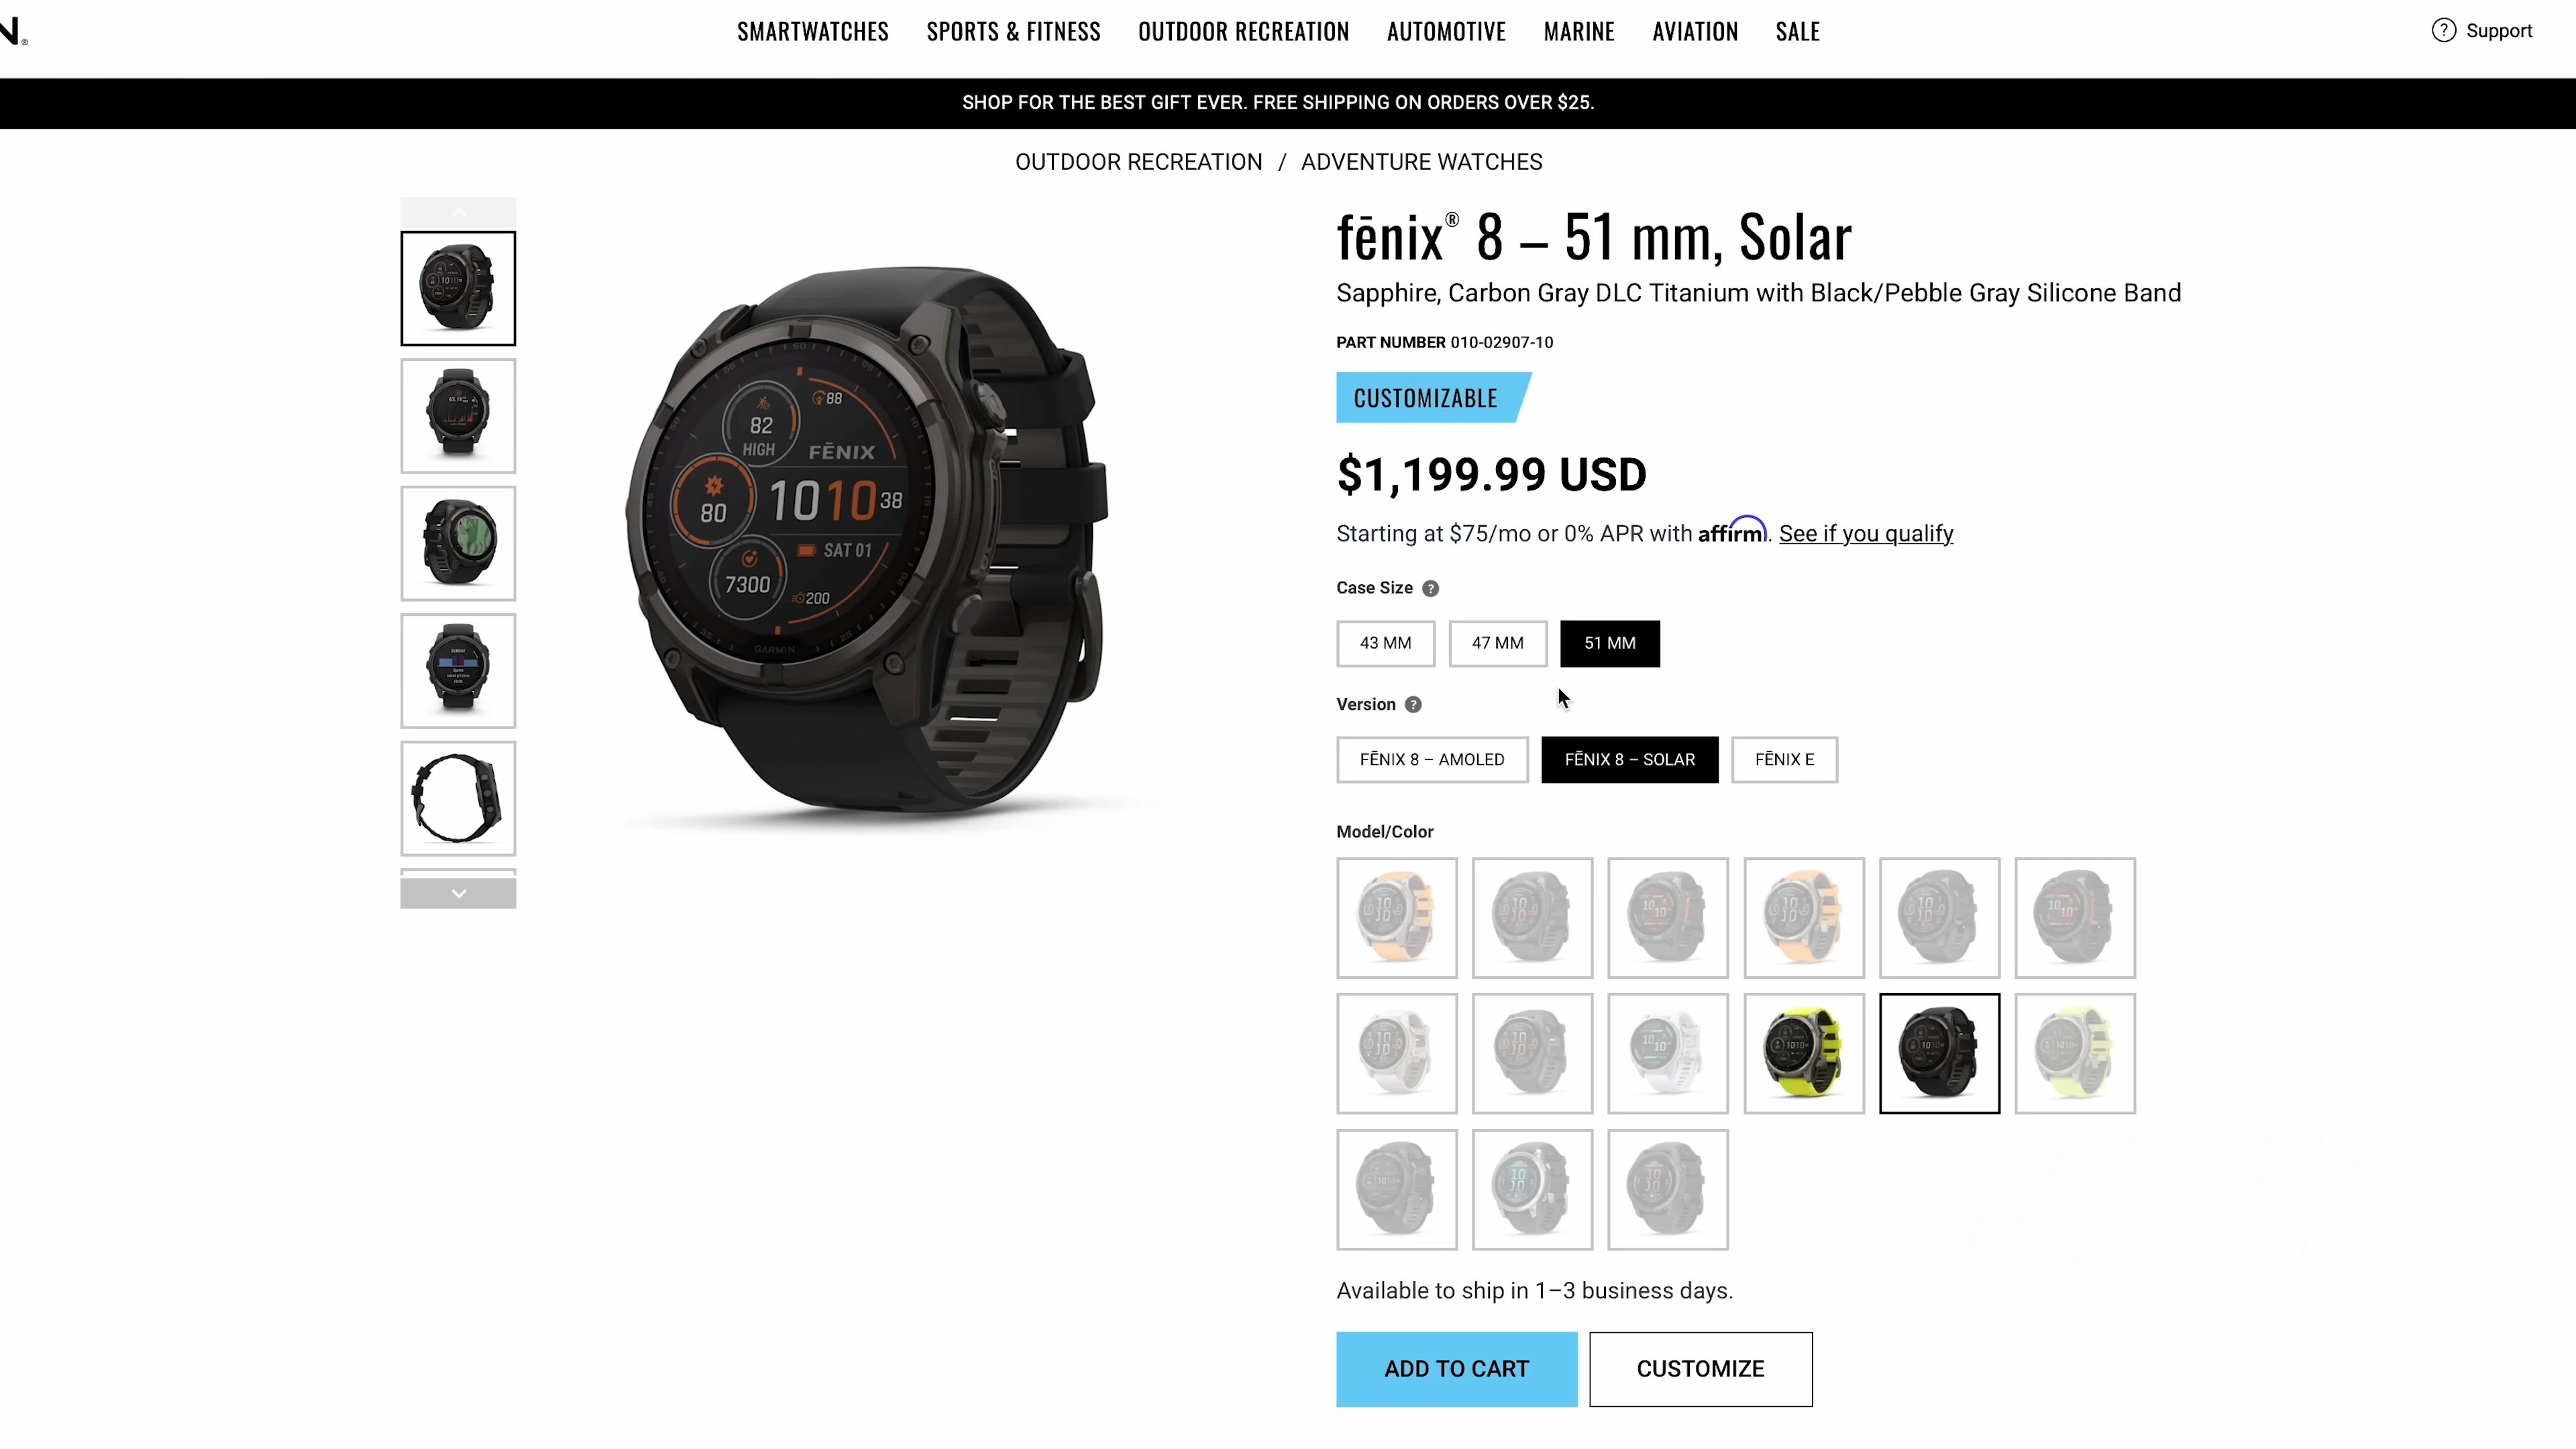 N®
SMARTWATCHES SPORTS & FITNESS OUTDOOR RECREATION AUTOMOTIVE MARINE AVIATION SALE
? Support
SHOP FOR THE BEST GIFT EVER. FREE SHIPPING ON ORDERS OVER $25.
OUTDOOR RECREATION / ADVENTURE WATCHES
fēnix® 8 – 51 mm, Solar
Sapphire, Carbon Gray DLC Titanium with Black/Pebble Gray Silicone Band
PART NUMBER 010-02907-10
CUSTOMIZABLE
$1,199.99 USD
Starting at $75/mo or 0% APR with affirm. See if you qualify
Case Size ?
43 MM 47 MM 51 MM
Version ?
FĒNIX 8 – AMOLED FĒNIX 8 – SOLAR FĒNIX E
Model/Color
Available to ship in 1–3 business days.
ADD TO CART CUSTOMIZE
60
88
82
HIGH
FĒNIX
80
10 10 38
SAT 01
7300
200
GARMIN